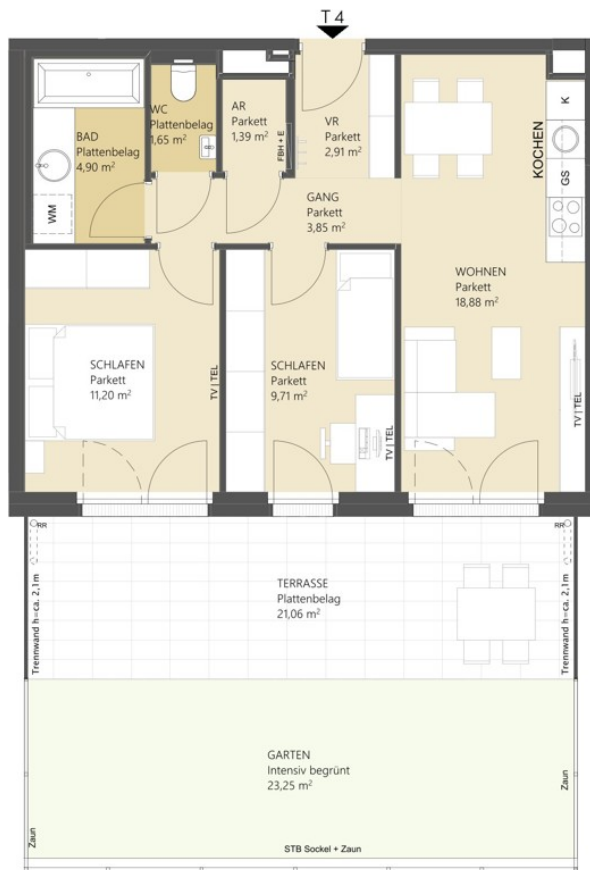 T 4
WC
Plattenbelag
1,65 m²
AR
Parkett
1,39 m²
VR
Parkett
2,91 m²
BAD
Plattenbelag
4,90 m²
WM
FBH + E
KOCHEN
K
GS
GANG
Parkett
3,85 m²
WOHNEN
Parkett
18,88 m²
SCHLAFEN
Parkett
11,20 m²
TV | TEL
SCHLAFEN
Parkett
9,71 m²
TV | TEL
TV | TEL
RR
RR
Trennwand h=ca. 2,1m
TERRASSE
Plattenbelag
21,06 m²
Trennwand h=ca. 2,1m
GARTEN
Intensiv begrünt
23,25 m²
Zaun
Zaun
STB Sockel + Zaun